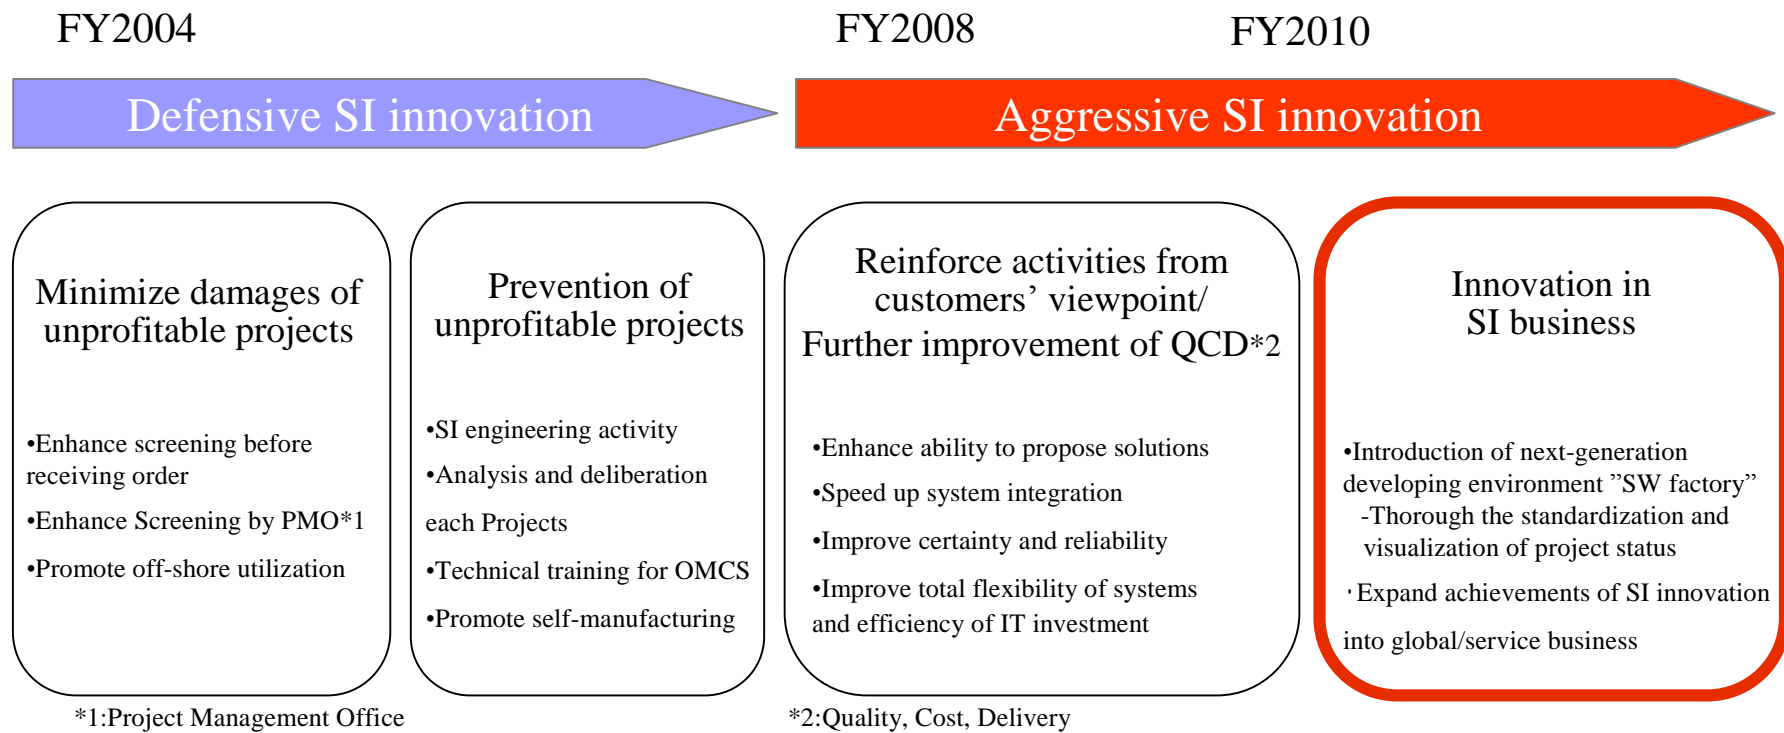 FY2004
FY2008
FY2010
Defensive SI innovation
Aggressive SI innovation
Minimize damages of
unprofitable projects
•Enhance screening before
receiving order
•Enhance Screening by PMO*1
•Promote off-shore utilization
Prevention of
unprofitable projects
•SI engineering activity
•Analysis and deliberation
each Projects
•Technical training for OMCS
•Promote self-manufacturing
Reinforce activities from
customers’ viewpoint/
Further improvement of QCD*2
•Enhance ability to propose solutions
•Speed up system integration
•Improve certainty and reliability
•Improve total flexibility of systems
and efficiency of IT investment
Innovation in
SI business
•Introduction of next-generation
developing environment ”SW factory”
-Thorough the standardization and
visualization of project status
・Expand achievements of SI innovation
into global/service business
*1:Project Management Office
*2:Quality, Cost, Delivery